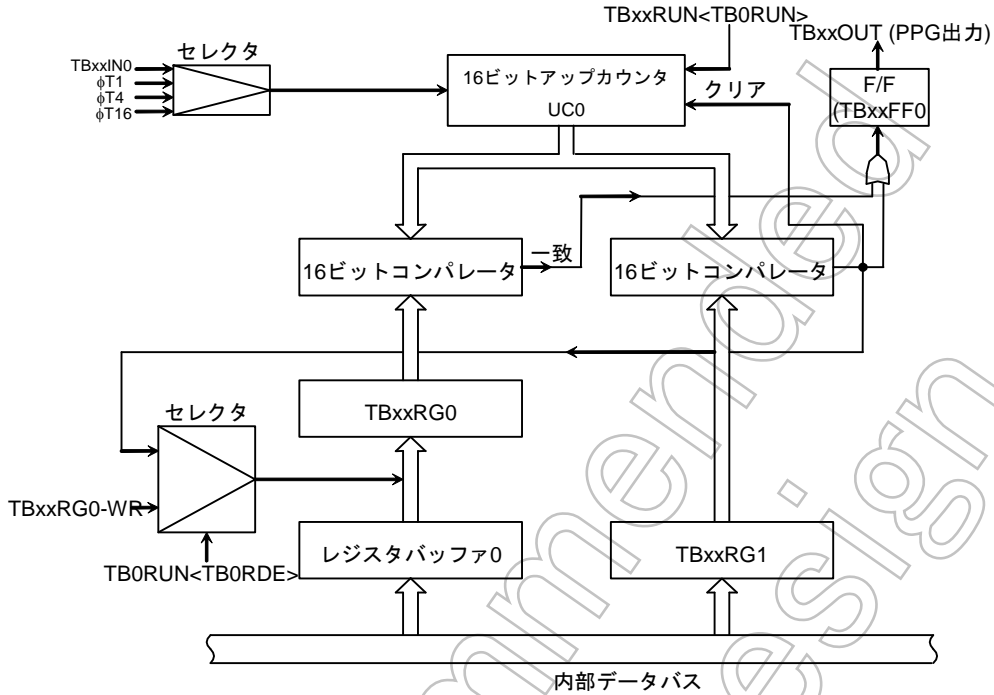 TBxxRUN<TB0RUN>
TBxxOUT (PPG出力)
セレクタ
TBxxIN0
φT1
φT4
φT16
16ビットアップカウンタ
UC0
クリア
F/F
(TBxxFF0
16ビットコンパレータ
一致
16ビットコンパレータ
TBxxRG0
セレクタ
TBxxRG0-WR
TB0RUN<TB0RDE>
レジスタバッファ0
TBxxRG1
内部データバス
mmended
esign